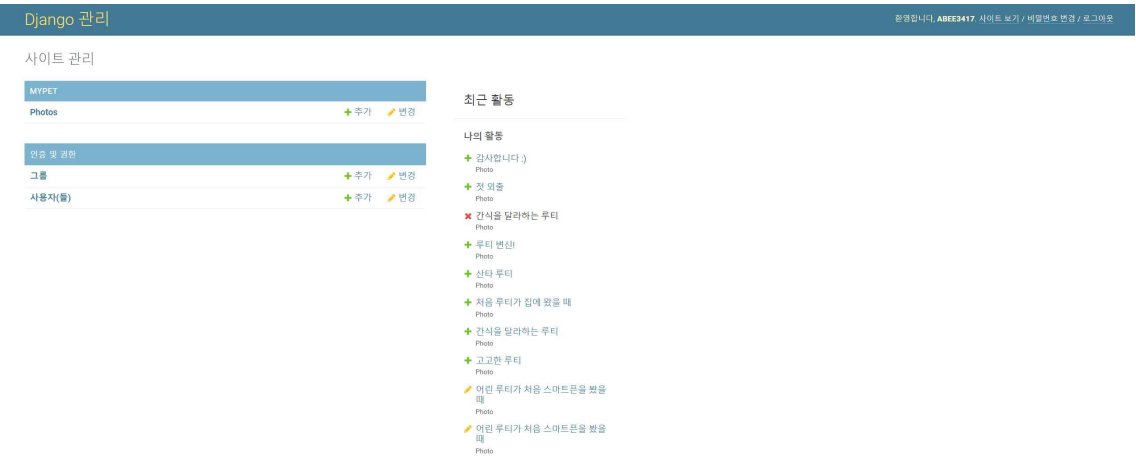 Django 관리
환영합니다, ABEE3417. 사이트 보기 / 비밀번호 변경 / 로그아웃
사이트 관리
MYPET
Photos 추가 변경
인증 및 권한
그룹 추가 변경
사용자(들) 추가 변경
최근 활동
나의 활동
감사합니다 :)
Photo
첫 외출
Photo
간식을 달라하는 루티
Photo
루티 변신!
Photo
산타 루티
Photo
처음 루티가 집에 왔을 때
Photo
간식을 달라하는 루티
Photo
고고한 루티
Photo
어린 루티가 처음 스마트폰을 봤을
때
Photo
어린 루티가 처음 스마트폰을 봤을
때
Photo